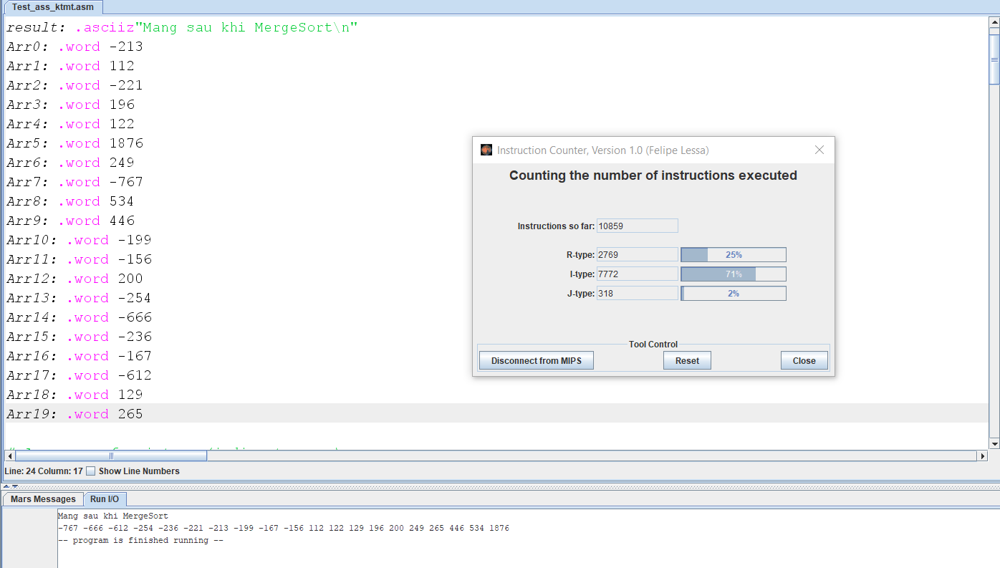 Test_ass_ktmt.asm
result: .asciiz"Mang sau khi MergeSort\n"
Arr0: .word -213
Arr1: .word 112
Arr2: .word -221
Arr3: .word 196
Arr4: .word 122
Arr5: .word 1876
Arr6: .word 249
Arr7: .word -767
Arr8: .word 534
Arr9: .word 446
Arr10: .word -199
Arr11: .word -156
Arr12: .word 200
Arr13: .word -254
Arr14: .word -666
Arr15: .word -236
Arr16: .word -167
Arr17: .word -612
Arr18: .word 129
Arr19: .word 265
Instruction Counter, Version 1.0 (Felipe Lessa)
Counting the number of instructions executed
Instructions so far: 10859
R-type: 2769 25%
I-type: 7772 71%
J-type: 318 2%
Tool Control
Disconnect from MIPS Reset Close
Line: 24 Column: 17 Show Line Numbers
Mars Messages Run I/O
Mang sau khi MergeSort
-767 -666 -612 -254 -236 -221 -213 -199 -167 -156 112 122 129 196 200 249 265 446 534 1876
-- program is finished running --